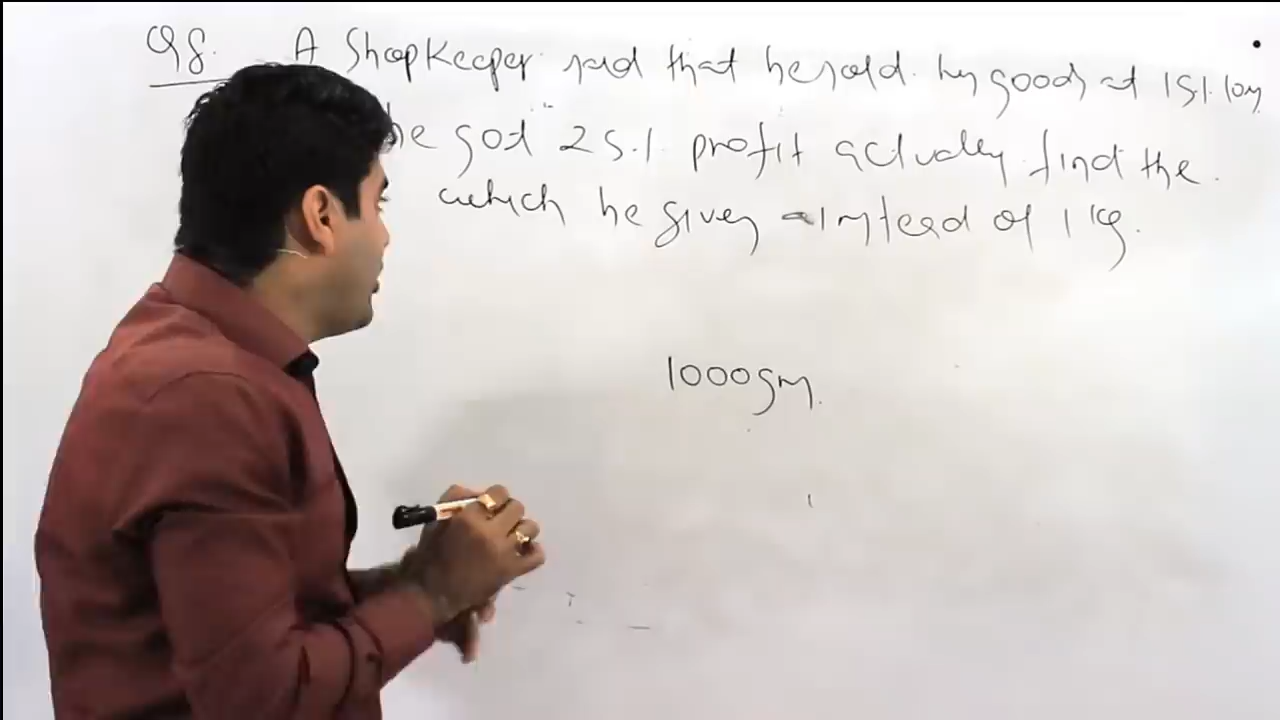 Q8. A Shopkeeper said that he sold his goods at 15% loss
he got 25% profit actually find the
which he given instead of 1 kg.
1000gm.